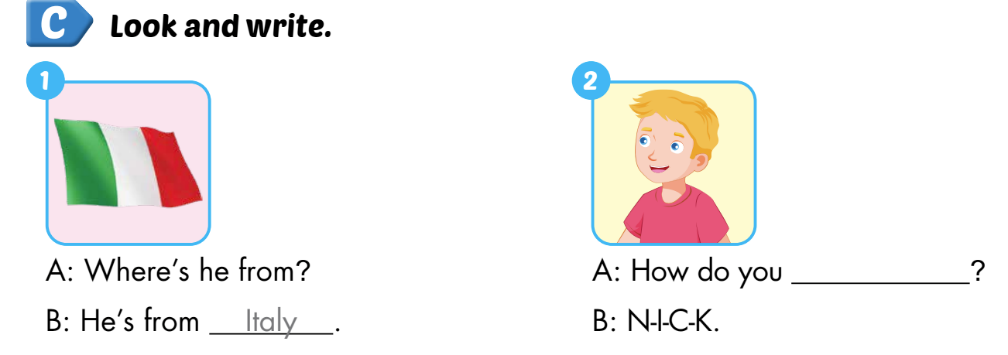 C Look and write.
1
A: Where's he from?
B: He's from Italy.
2
A: How do you ____________?
B: N-I-C-K.